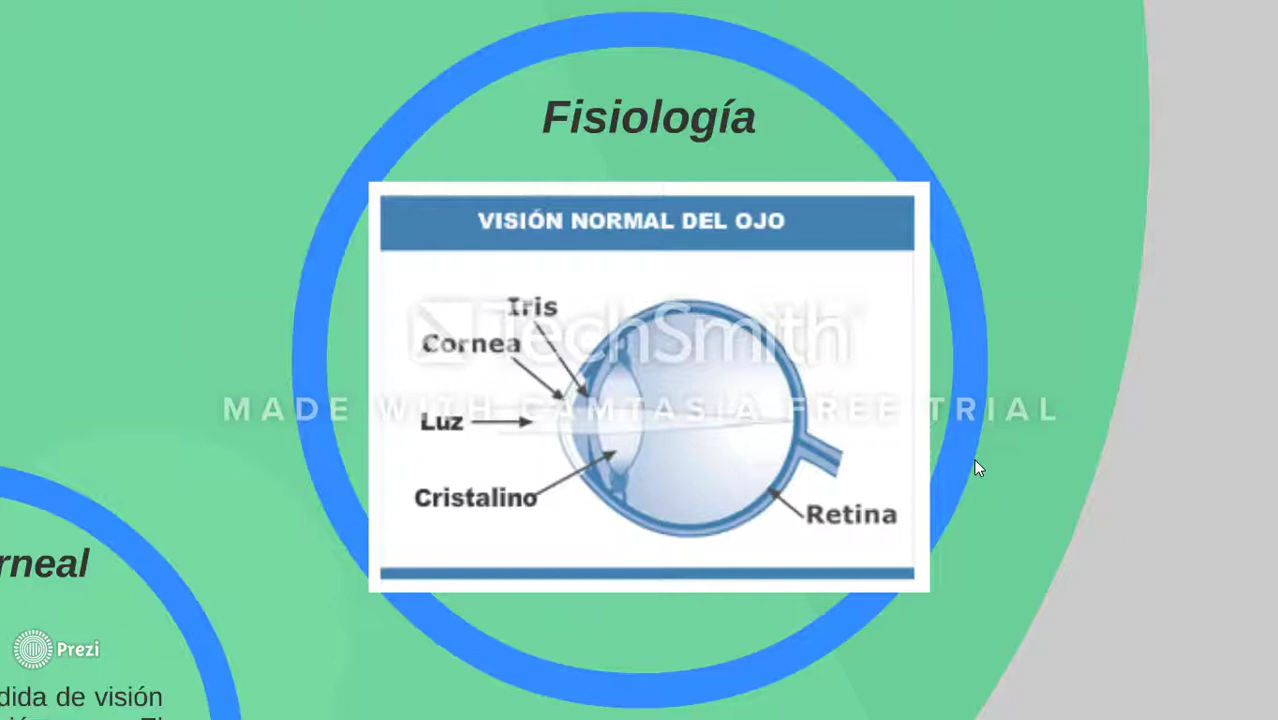 Fisiología
VISIÓN NORMAL DEL OJO
Iris
TechSmith
Cornea
MADE WITH CAMTASIA FREE TRIAL
Luz
Cristalino
Retina
rneal
Prezi
dida de visión